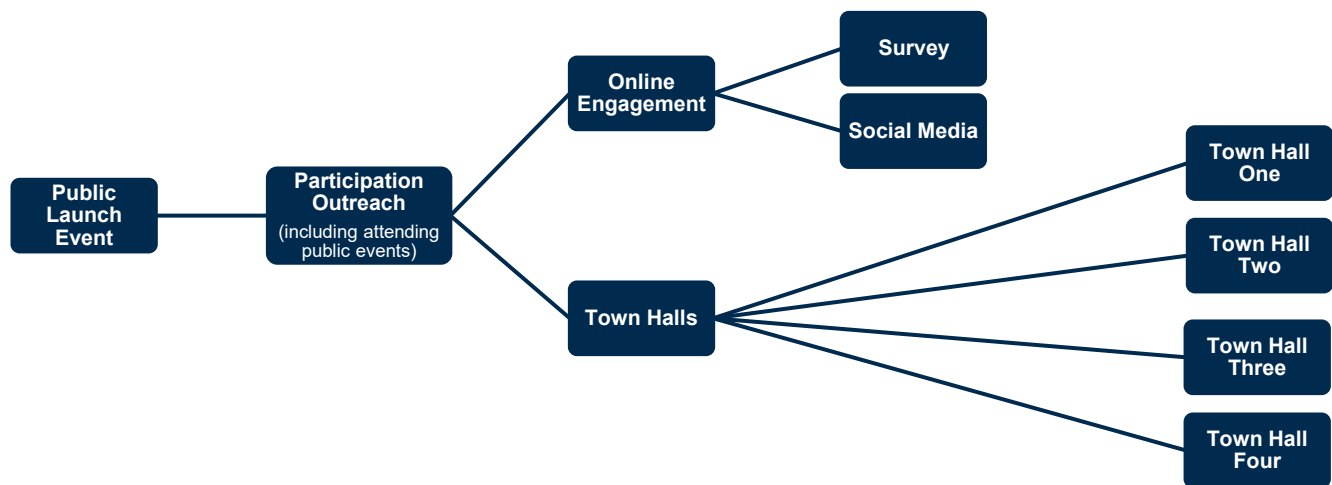 Public
Launch
Event
Participation
Outreach
(including attending
public events)
Online
Engagement
Survey
Social Media
Town Halls
Town Hall
One
Town Hall
Two
Town Hall
Three
Town Hall
Four